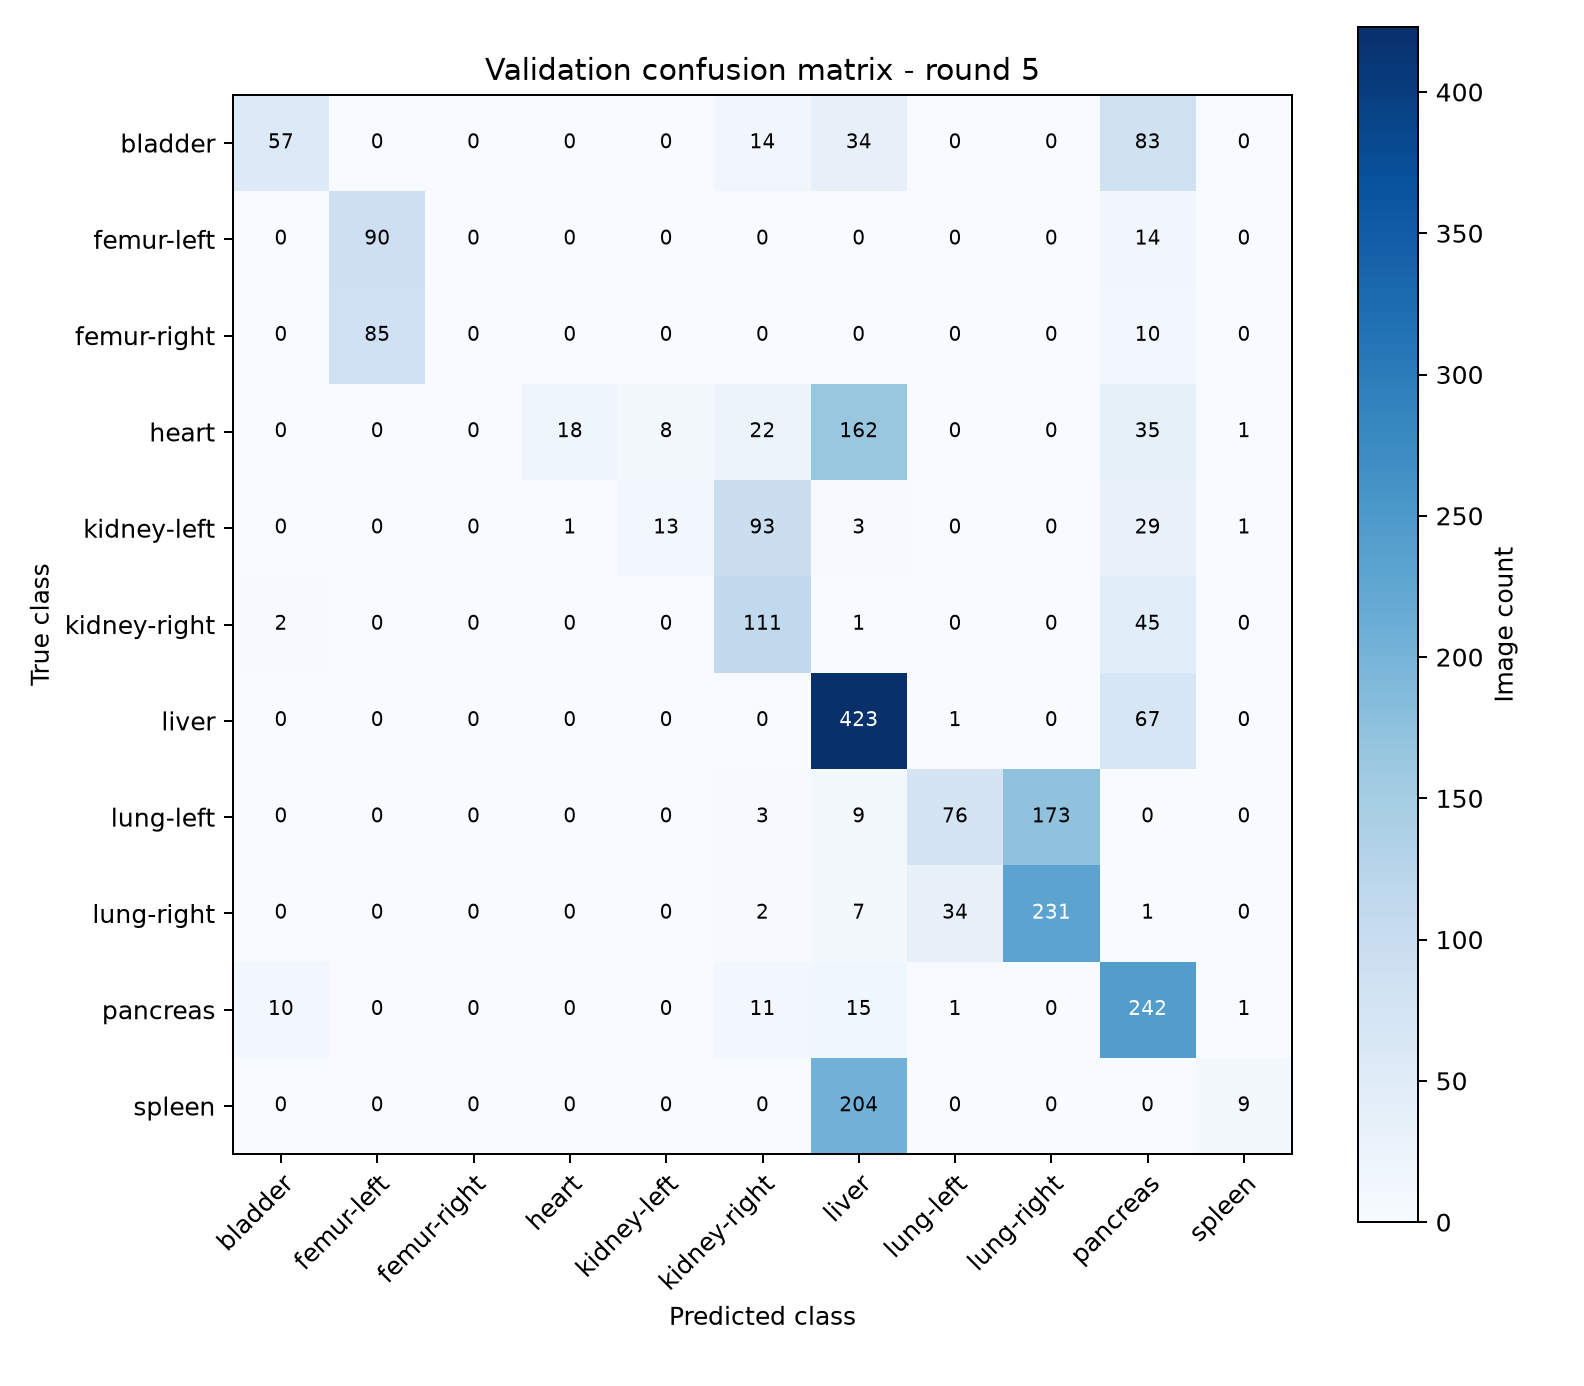 Validation confusion matrix - round 5
bladder 57 0 0 0 0 14 34 0 0 83 0
femur-left 0 90 0 0 0 0 0 0 0 14 0
femur-right 0 85 0 0 0 0 0 0 0 10 0
heart 0 0 0 18 8 22 162 0 0 35 1
kidney-left 0 0 0 1 13 93 3 0 0 29 1
kidney-right 2 0 0 0 0 111 1 0 0 45 0
liver 0 0 0 0 0 0 423 1 0 67 0
lung-left 0 0 0 0 0 3 9 76 173 0 0
lung-right 0 0 0 0 0 2 7 34 231 1 0
pancreas 10 0 0 0 0 11 15 1 0 242 1
spleen 0 0 0 0 0 0 204 0 0 0 9
True class
bladder femur-left femur-right heart kidney-left kidney-right liver lung-left lung-right pancreas spleen
Predicted class
400
350
300
250
200
150
100
50
0
Image count